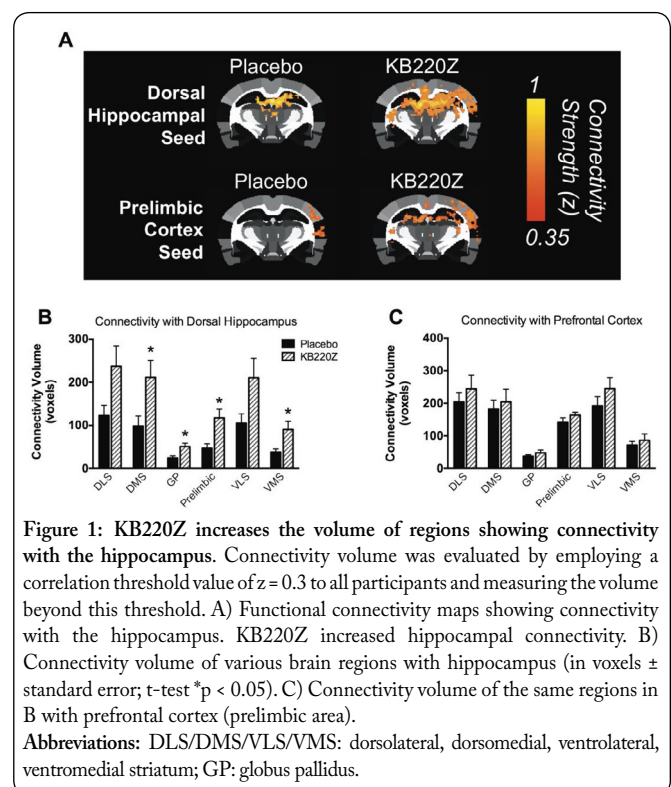 A
Placebo
KB220Z
Dorsal
Hippocampal
Seed
Placebo
KB220Z
Prelimbic
Cortex
Seed
1
Connectivity
Strength (z)
0.35
B
Connectivity with Dorsal Hippocampus
Placebo
KB220Z
Connectivity Volume
(voxels)
300
200
100
0
*
*
*
*
DLS
DMS
GP
Prelimbic
VLS
VMS
C
Connectivity with Prefrontal Cortex
Connectivity Volume
(voxels)
400
300
200
100
0
DLS
DMS
GP
Prelimbic
VLS
VMS
Figure 1: KB220Z increases the volume of regions showing connectivity
with the hippocampus. Connectivity volume was evaluated by employing a
correlation threshold value of z = 0.3 to all participants and measuring the volume
beyond this threshold. A) Functional connectivity maps showing connectivity
with the hippocampus. KB220Z increased hippocampal connectivity. B)
Connectivity volume of various brain regions with hippocampus (in voxels ±
standard error; t-test *p < 0.05). C) Connectivity volume of the same regions in
B with prefrontal cortex (prelimbic area).
Abbreviations: DLS/DMS/VLS/VMS: dorsolateral, dorsomedial, ventrolateral,
ventromedial striatum; GP: globus pallidus.